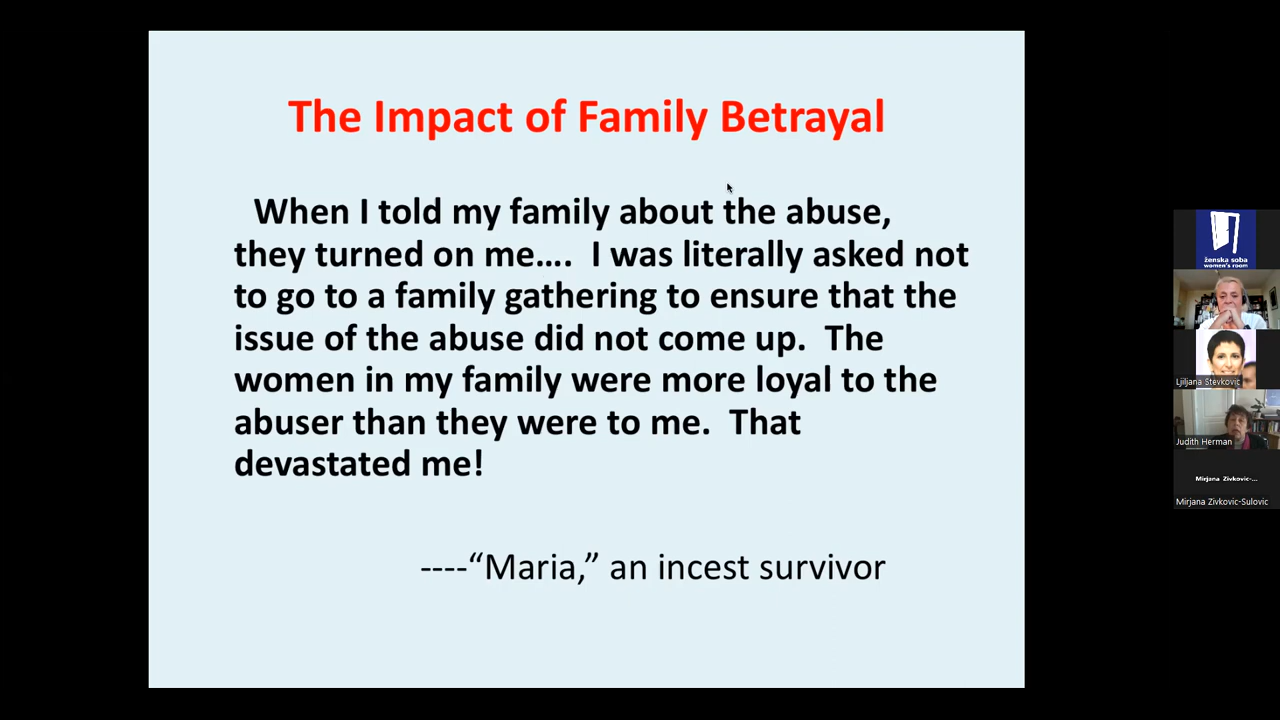 The Impact of Family Betrayal
When I told my family about the abuse,
they turned on me.... I was literally asked not
to go to a family gathering to ensure that the
issue of the abuse did not come up. The
women in my family were more loyal to the
abuser than they were to me. That
devastated me!
----“Maria,” an incest survivor
ženska soba
women's room
Ljiljana Stevkovic
Judith Herman
Mirjana Zivkovic-...
Mirjana Zivkovic-Sulovic